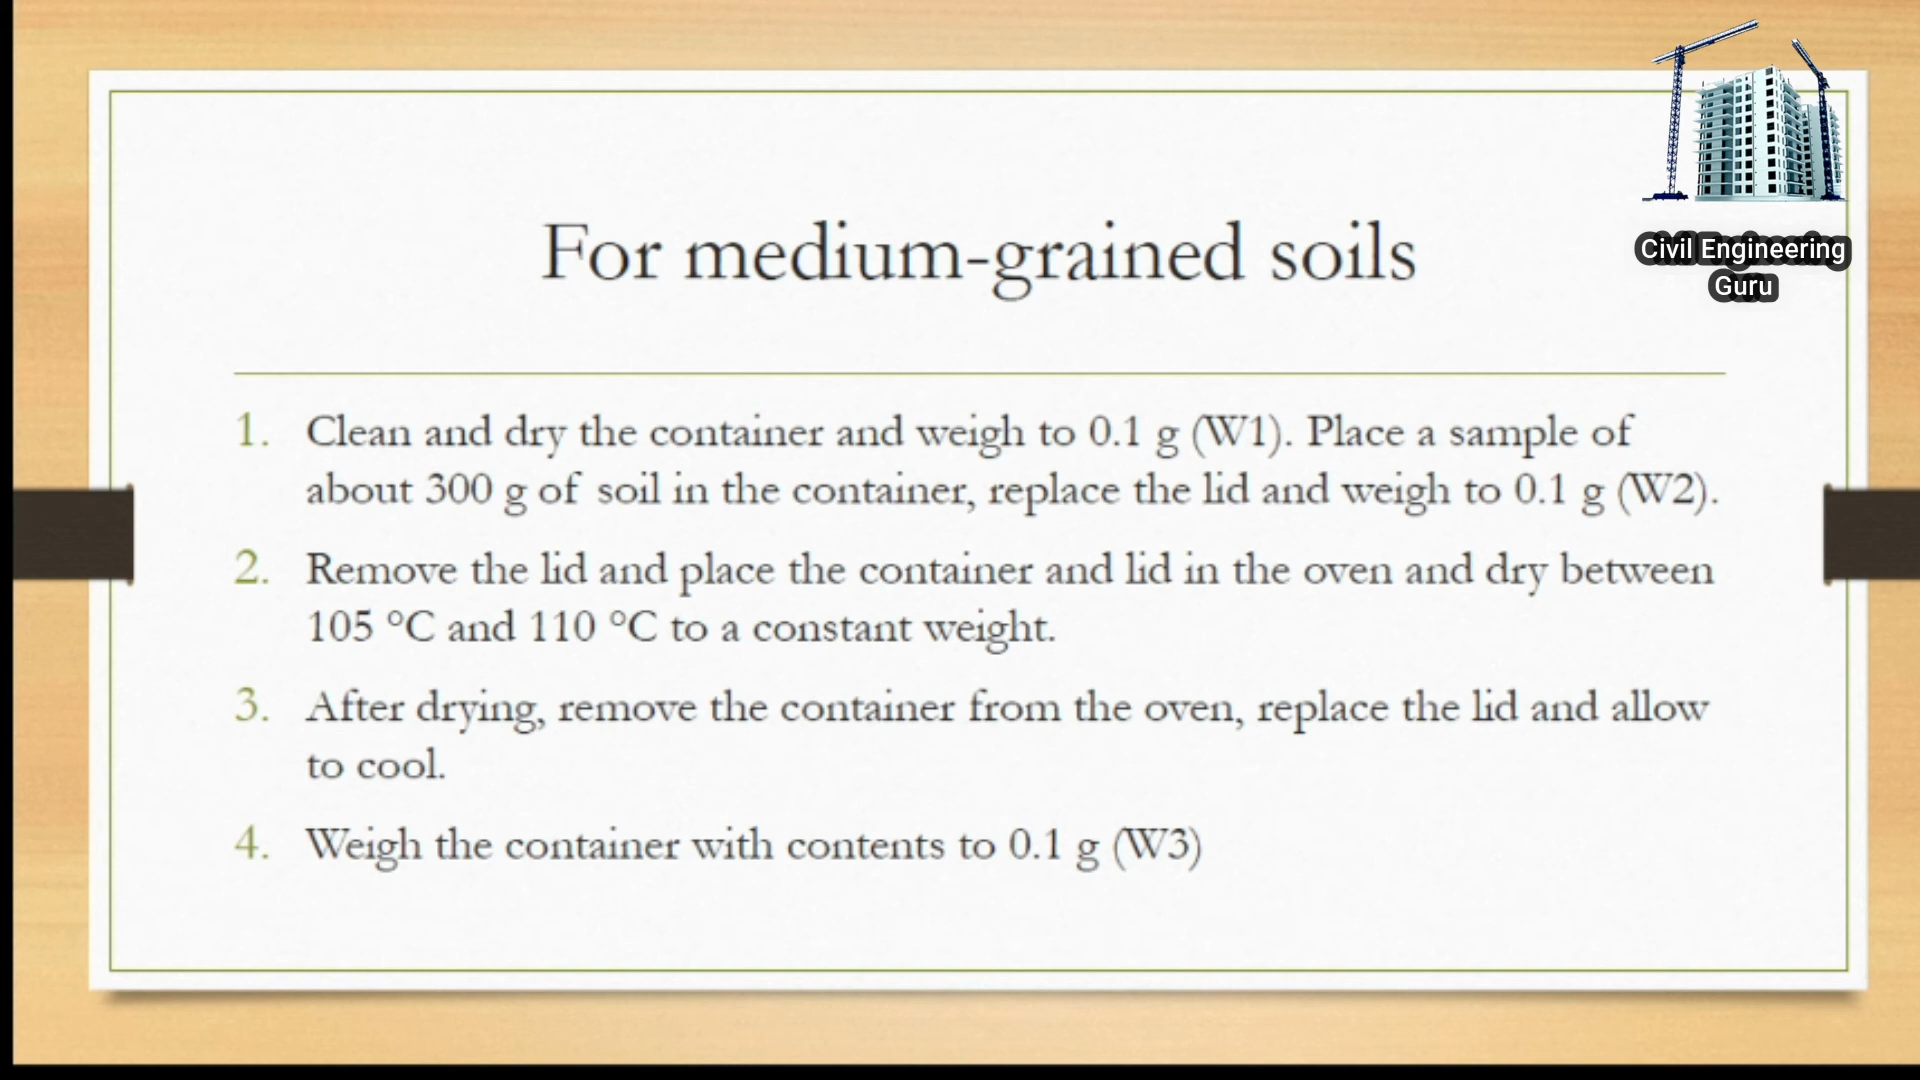 Civil Engineering
Guru
For medium-grained soils
1. Clean and dry the container and weigh to 0.1 g (W1). Place a sample of
about 300 g of soil in the container, replace the lid and weigh to 0.1 g (W2).
2. Remove the lid and place the container and lid in the oven and dry between
105 °C and 110 °C to a constant weight.
3. After drying, remove the container from the oven, replace the lid and allow
to cool.
4. Weigh the container with contents to 0.1 g (W3)